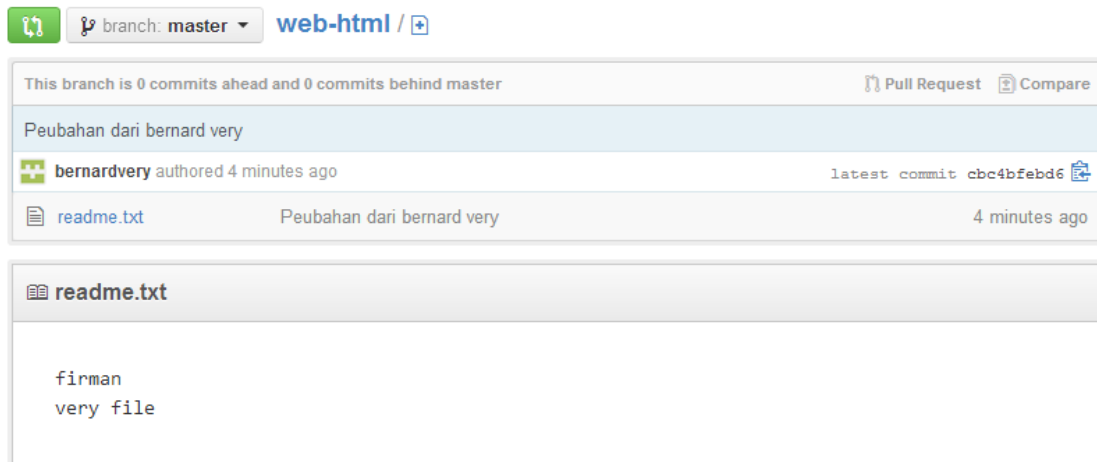 branch: master web-html /
This branch is 0 commits ahead and 0 commits behind master Pull Request Compare
Peubahan dari bernard very
bernardvery authored 4 minutes ago latest commit cbc4bfebd6
readme.txt Peubahan dari bernard very 4 minutes ago
readme.txt
firman
very file